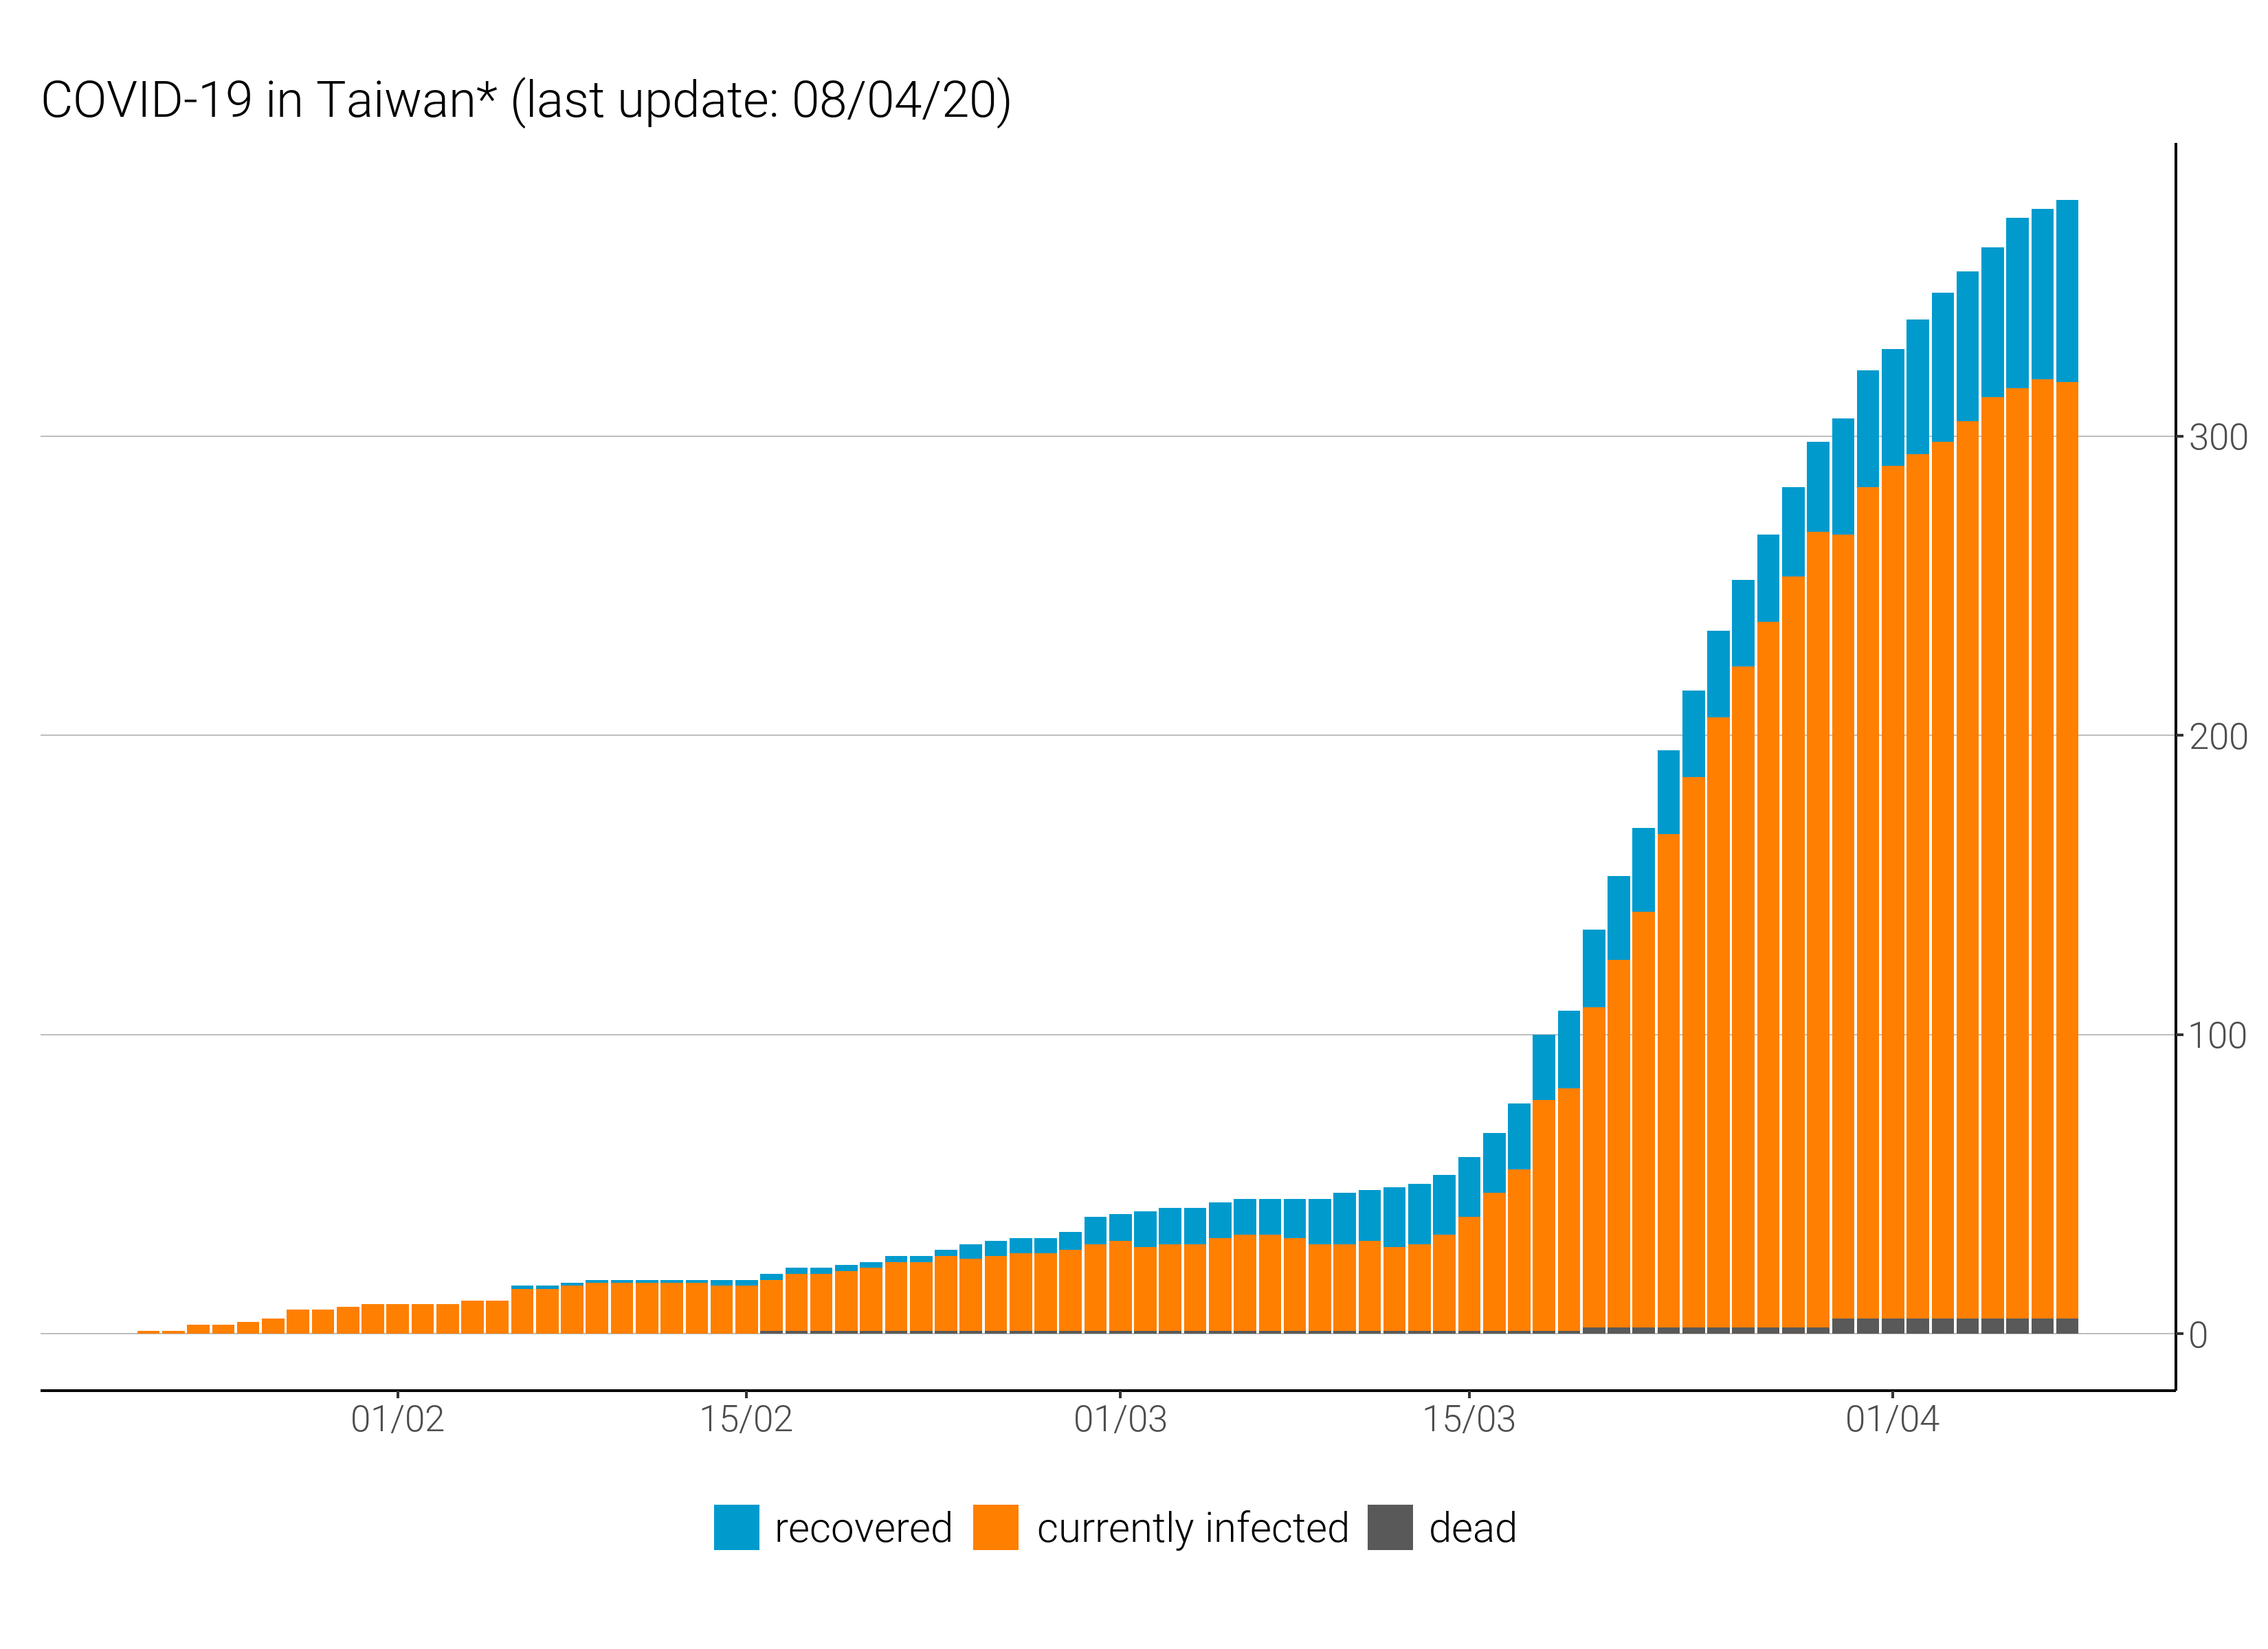 COVID-19 in Taiwan* (last update: 08/04/20)
300
200
100
0
01/02 15/02 01/03 15/03 01/04
recovered currently infected dead